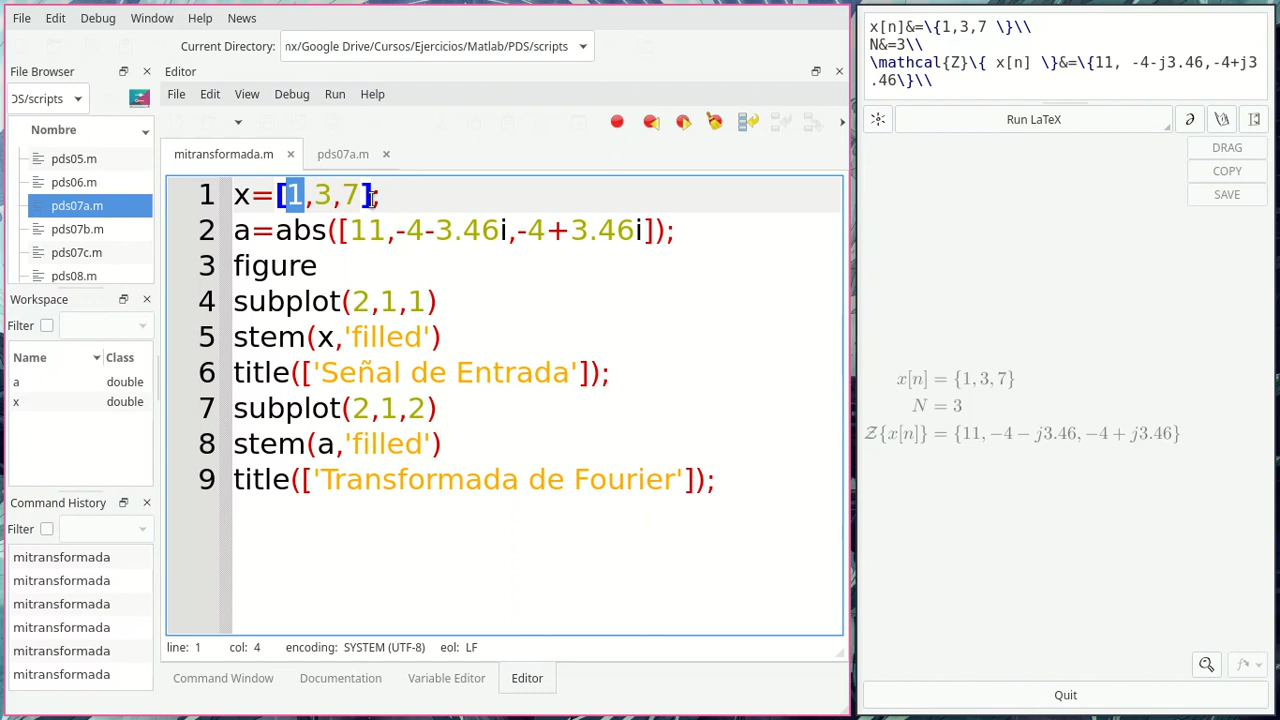 File Edit Debug Window Help News
Current Directory: nx/Google Drive/Cursos/Ejercicios/Matlab/PDS/scripts
File Browser
DS/scripts
Nombre
pds05.m
pds06.m
pds07a.m
pds07b.m
pds07c.m
pds08.m
Workspace
Filter
Name Class
a double
x double
Command History
Filter
mitransformada
mitransformada
mitransformada
mitransformada
mitransformada
mitransformada
Editor
File Edit View Debug Run Help
mitransformada.m pds07a.m
1 x=[1,3,7];
2 a=abs([11,-4-3.46i,-4+3.46i]);
3 figure
4 subplot(2,1,1)
5 stem(x,'filled')
6 title(['Señal de Entrada']);
7 subplot(2,1,2)
8 stem(a,'filled')
9 title(['Transformada de Fourier']);
line: 1 col: 4 encoding: SYSTEM (UTF-8) eol: LF
Command Window Documentation Variable Editor Editor
x[n]&=\{1,3,7 \}\\
N&=3\\
\mathcal{Z}\{ x[n] \}&=\{11, -4-j3.46,-4+j3
.46\}\\
Run LaTeX
DRAG
COPY
SAVE
x[n] = {1, 3, 7}
N = 3
Z{x[n]} = {11, −4 − j3.46, −4 + j3.46}
Quit